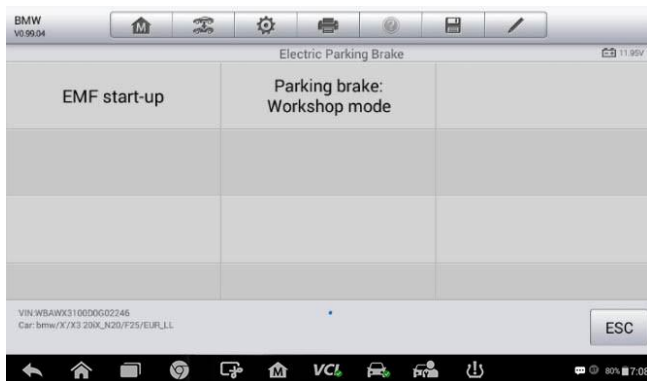 BMW
V0.99.04
Electric Parking Brake
11.95V
EMF start-up
Parking brake:
Workshop mode
VIN:WBAWX3100D0G02246
Car: bmw/X'/X3 20iX_N20/F25/EUR_LL
ESC
VCI
80% 7:08